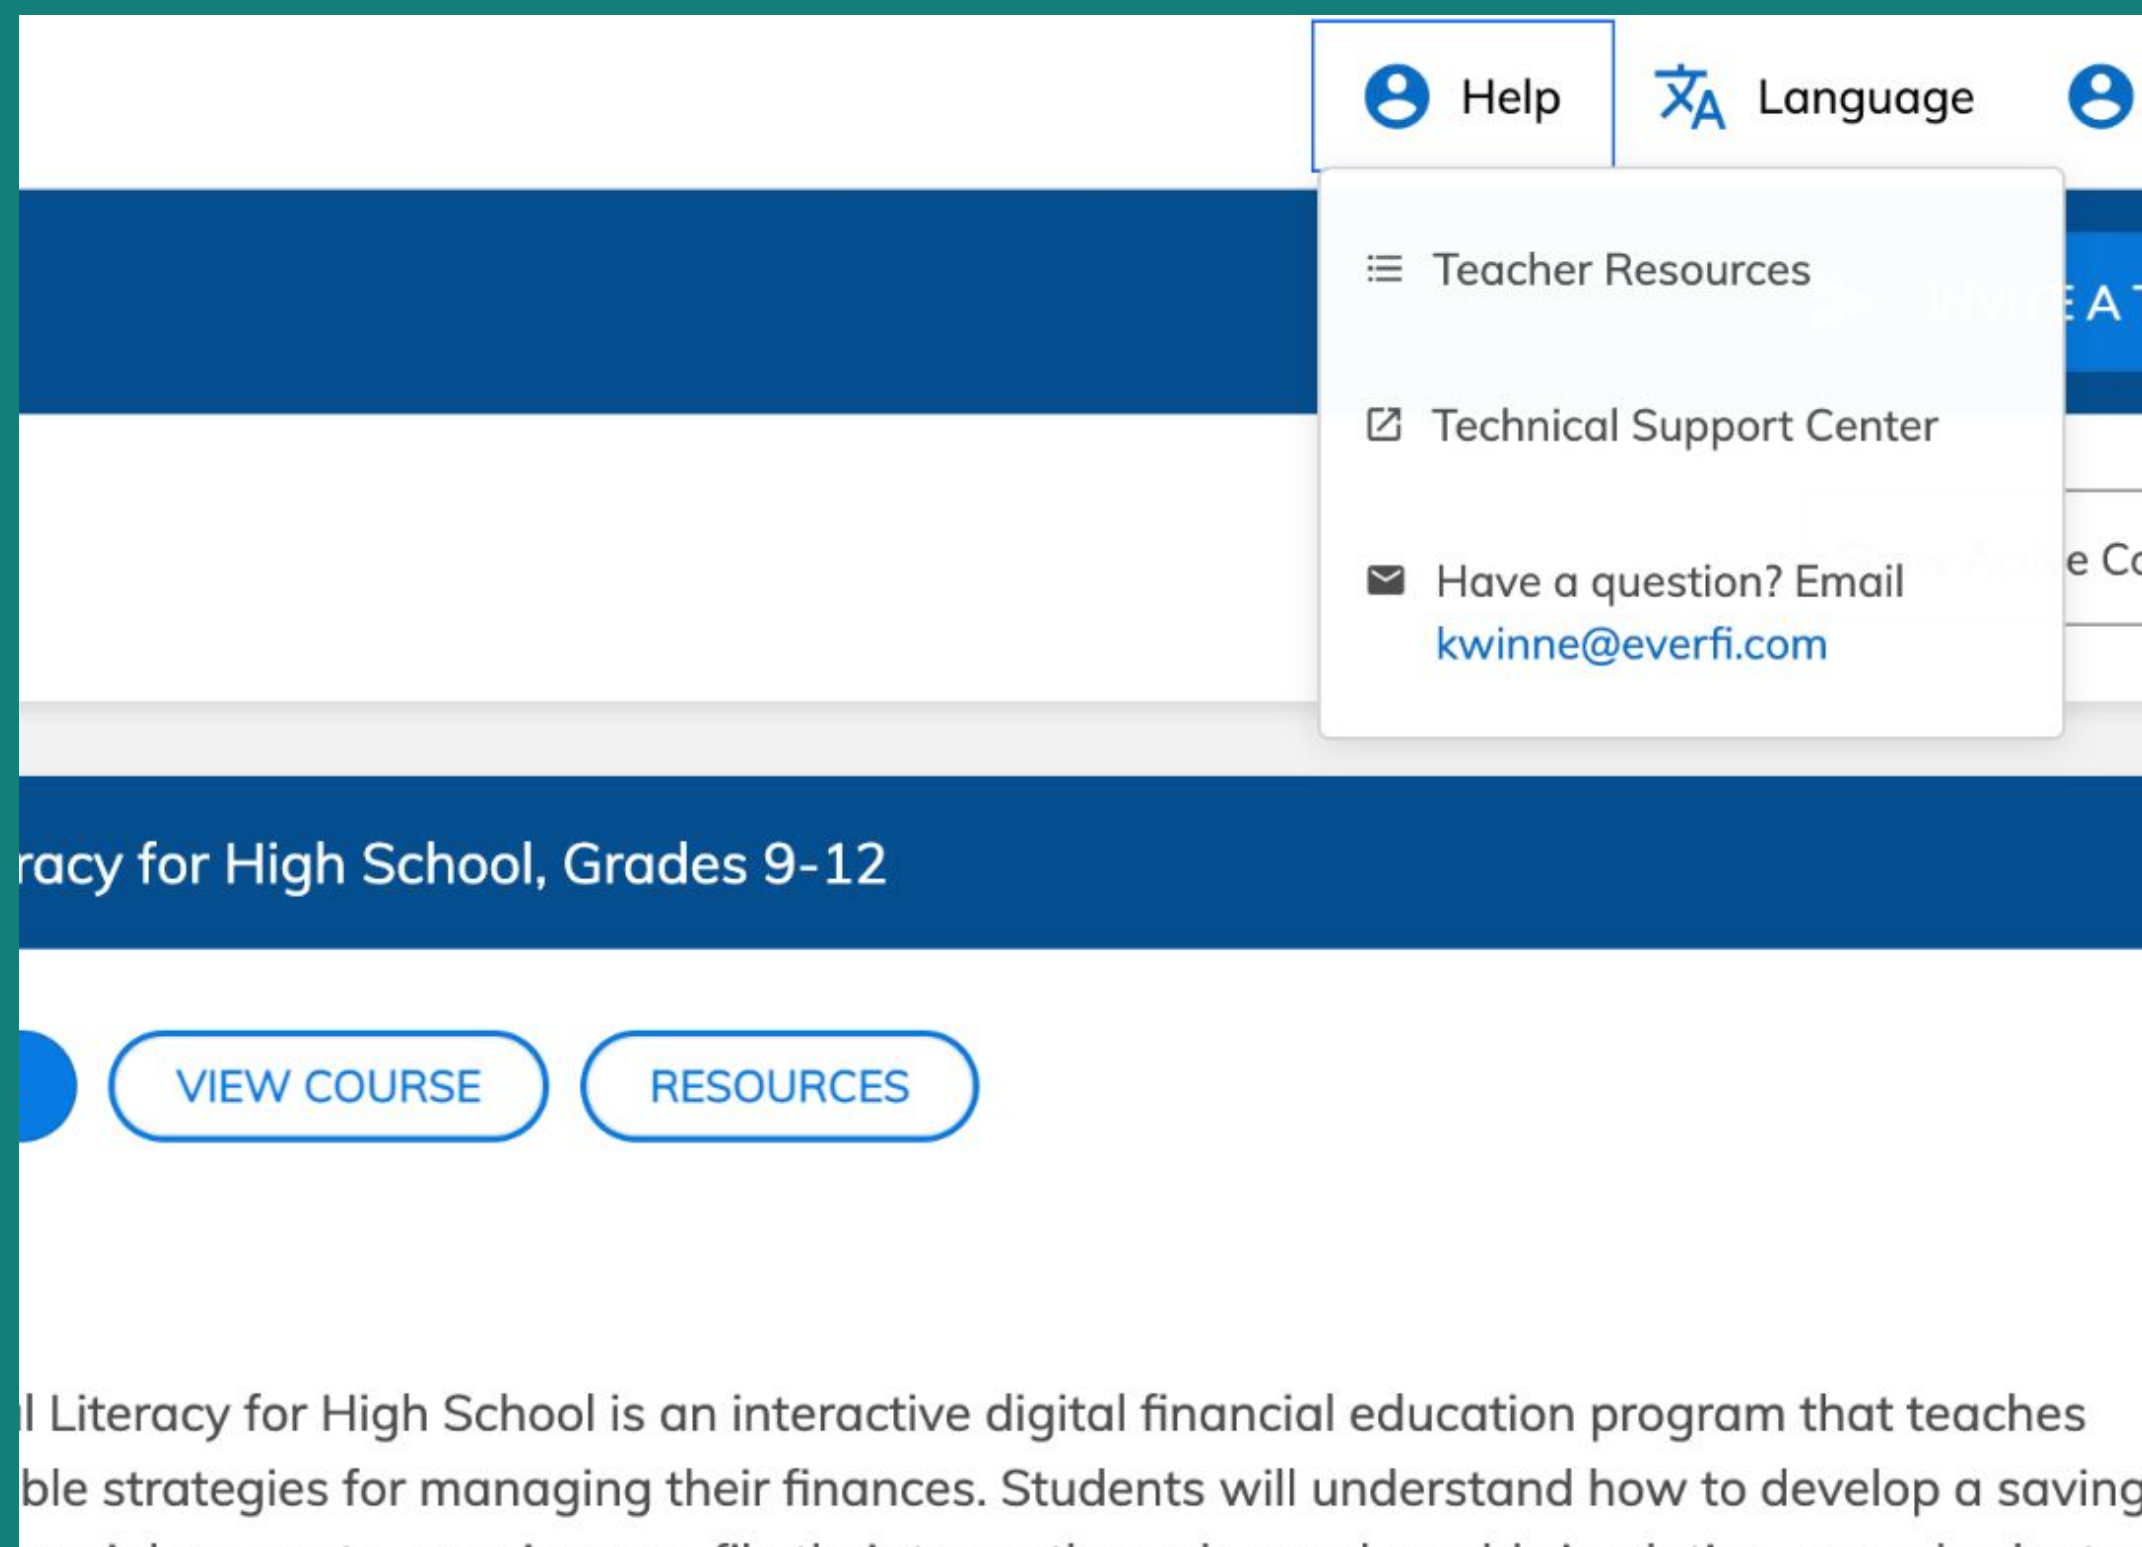 Help
Language
Teacher Resources
E A
Technical Support Center
e Co
Have a question? Email
kwinne@everfi.com
racy for High School, Grades 9-12
VIEW COURSE
RESOURCES
l Literacy for High School is an interactive digital financial education program that teaches
ble strategies for managing their finances. Students will understand how to develop a saving